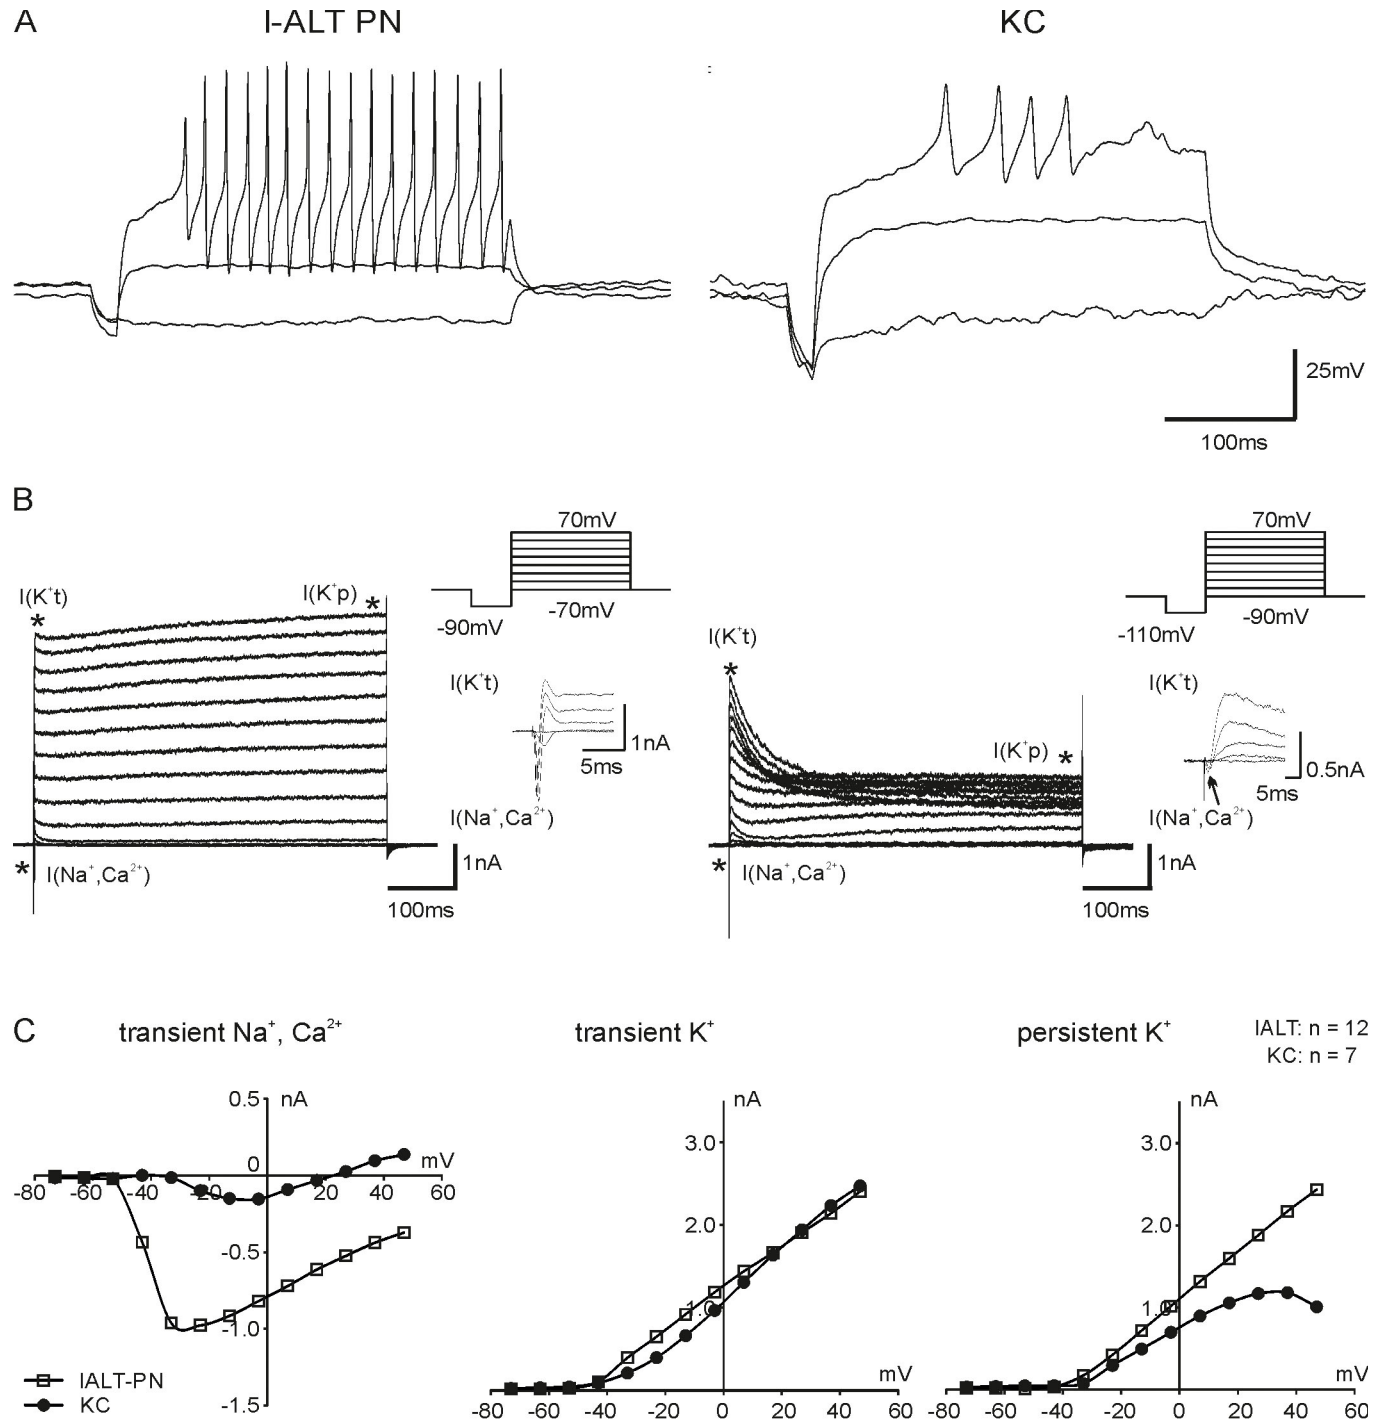 A
l-ALT PN
KC
25mV
100ms
B
70mV
-90mV
-70mV
I(K⁺t)
I(K⁺p)
*
*
I(K⁺t)
1nA
5ms
I(Na⁺,Ca²⁺)
*
I(Na⁺,Ca²⁺)
1nA
100ms
70mV
-110mV
-90mV
I(K⁺t)
*
I(K⁺t)
I(K⁺p)
*
0.5nA
5ms
I(Na⁺,Ca²⁺)
*
I(Na⁺,Ca²⁺)
1nA
100ms
C
transient Na⁺, Ca²⁺
transient K⁺
persistent K⁺
lALT: n = 12
KC: n = 7
0.5
nA
0
mV
-80
-60
-40
-20
20
40
60
-0.5
-1.0
-1.5
lALT-PN
KC
nA
3.0
2.0
1.0
mV
-80
-60
-40
-20
0
20
40
60
nA
3.0
2.0
1.0
mV
-80
-60
-40
-20
0
20
40
60